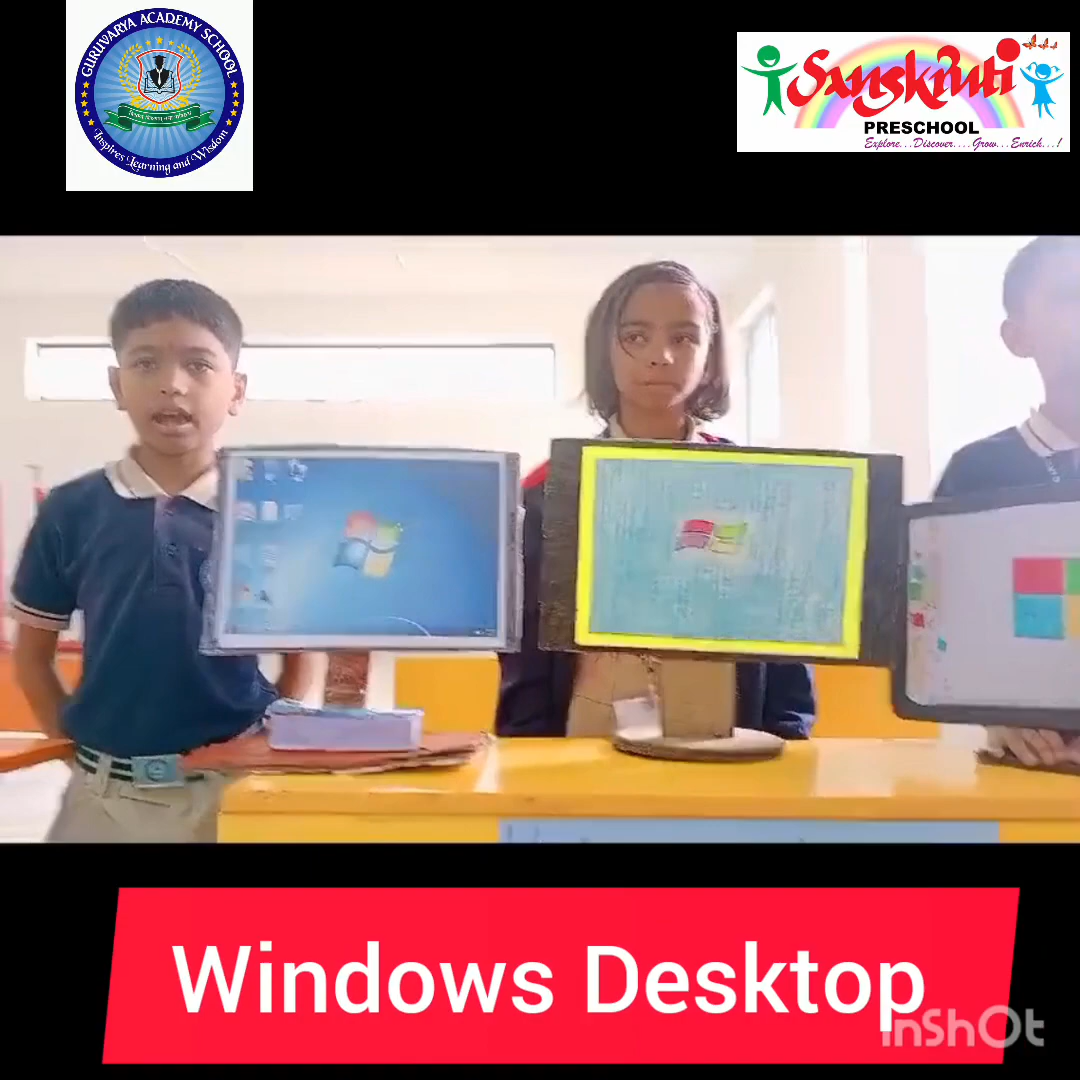 GURUVARYA ACADEMY SCHOOL
Inspires Learning and Wisdom
Sanskruti
PRESCHOOL
Explore...Discover....Grow...Enrich...!
Windows Desktop
InShOt